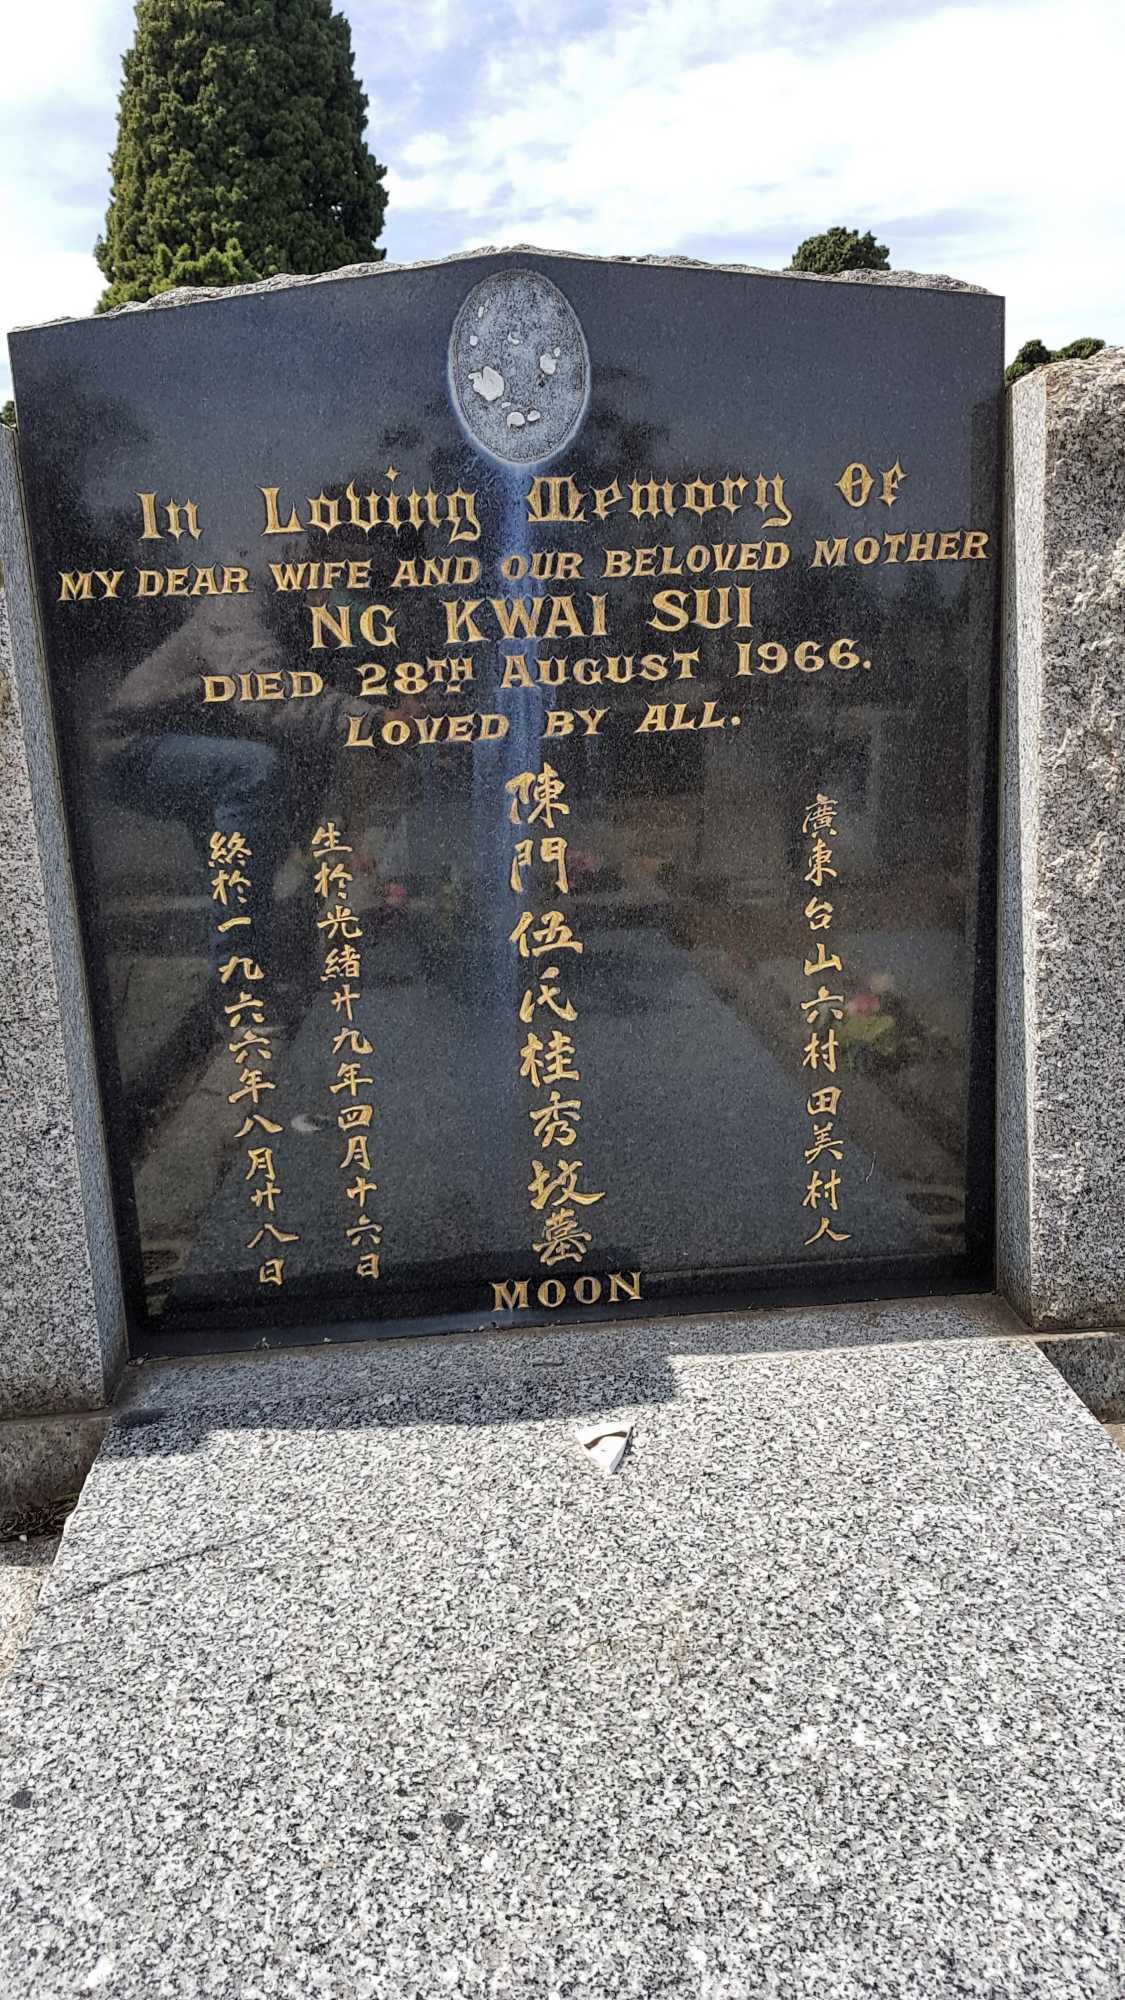 In Loving Memory Of
MY DEAR WIFE AND OUR BELOVED MOTHER
NG KWAI SUI
DIED 28TH AUGUST 1966.
LOVED BY ALL.
廣東台山六村田美村人
陳門伍氏桂秀坟墓
生於光緒廿九年四月十六日
終於一九六六年八月廿八日
MOON